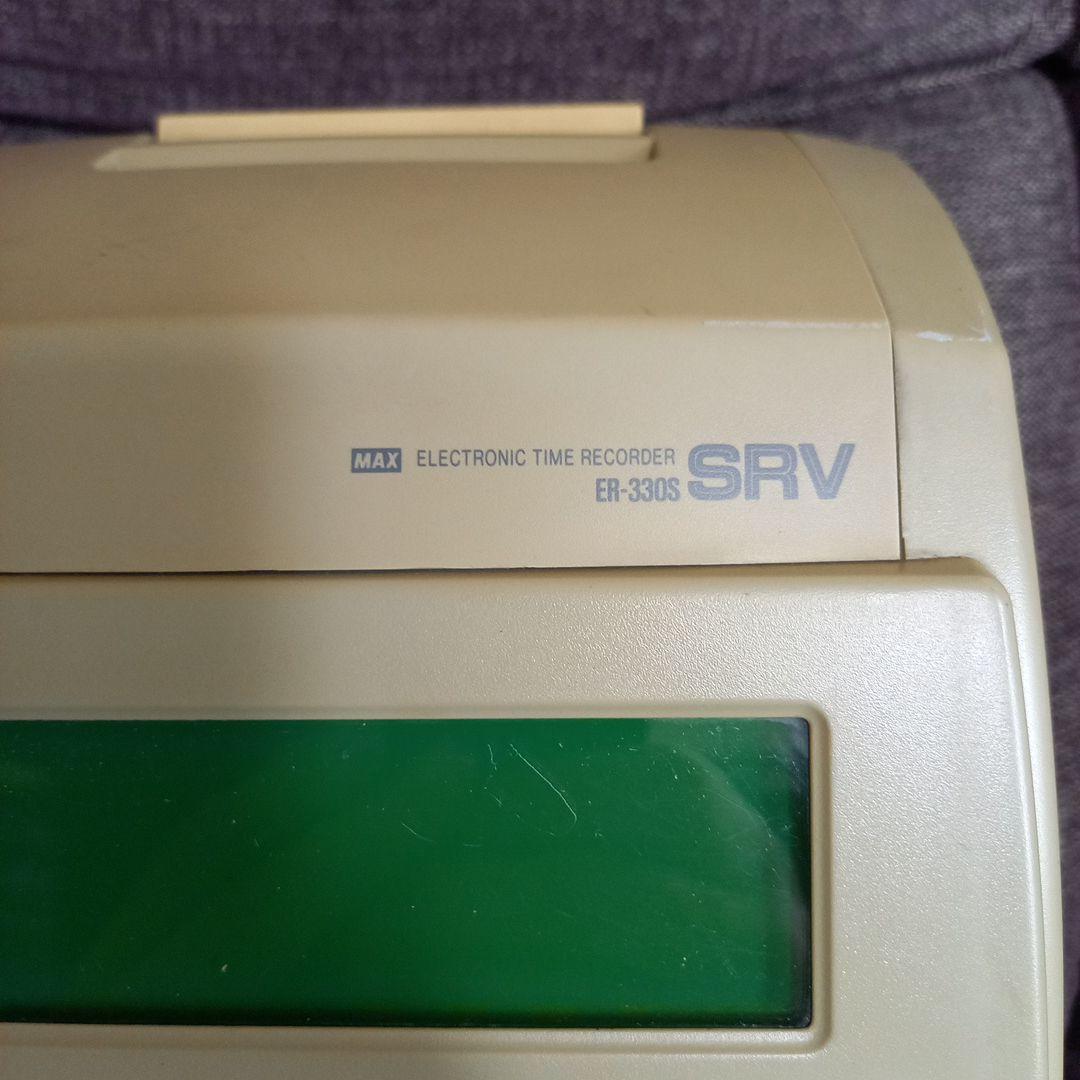 MAX ELECTRONIC TIME RECORDER SRV
ER-330S